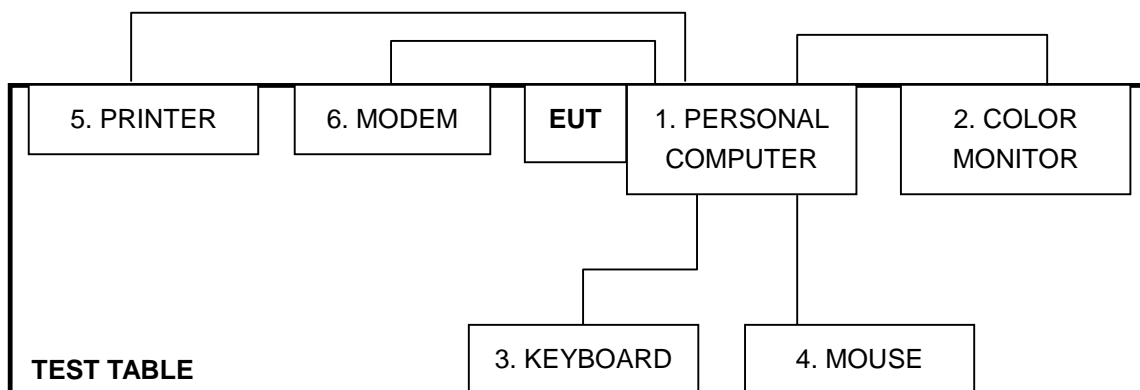 5. PRINTER
6. MODEM
EUT
1. PERSONAL
COMPUTER
2. COLOR
MONITOR
3. KEYBOARD
4. MOUSE
TEST TABLE